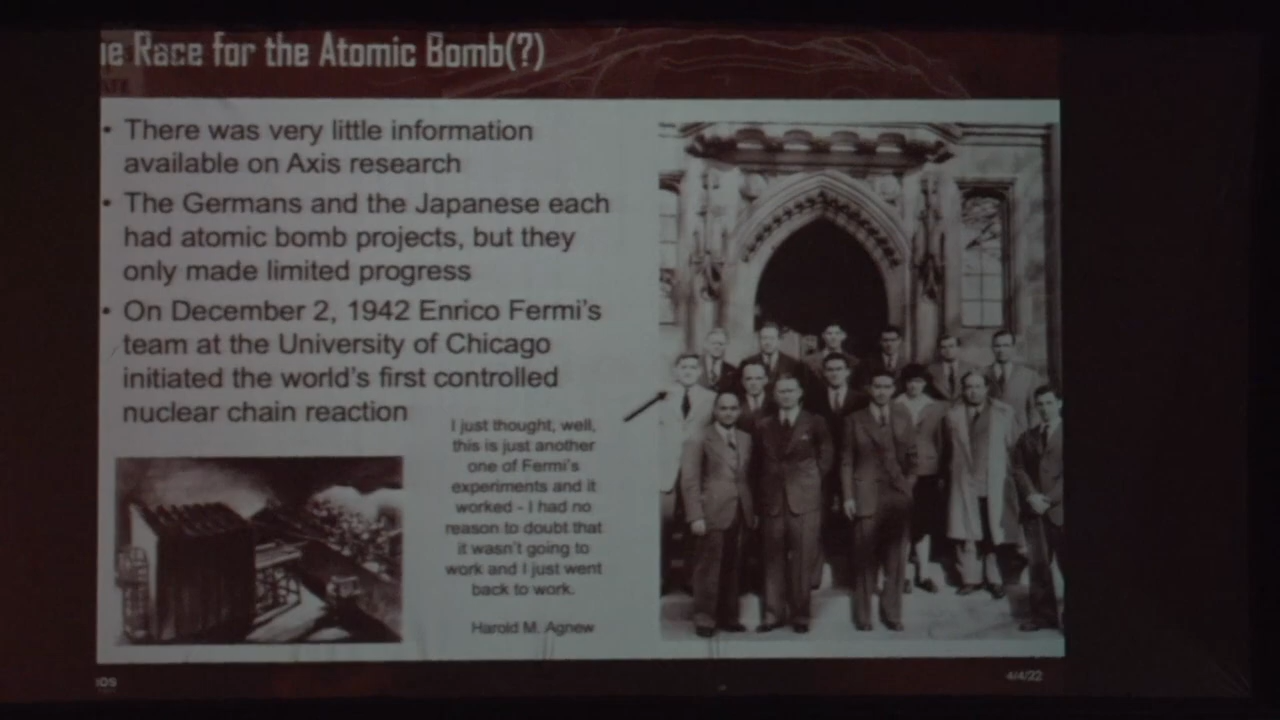 ie Race for the Atomic Bomb(?)
• There was very little information
available on Axis research
• The Germans and the Japanese each
had atomic bomb projects, but they
only made limited progress
• On December 2, 1942 Enrico Fermi's
team at the University of Chicago
initiated the world's first controlled
nuclear chain reaction
I just thought, well,
this is just another
one of Fermi's
experiments and it
worked - I had no
reason to doubt that
it wasn't going to
work and I just went
back to work.
Harold M. Agnew
4/4/22